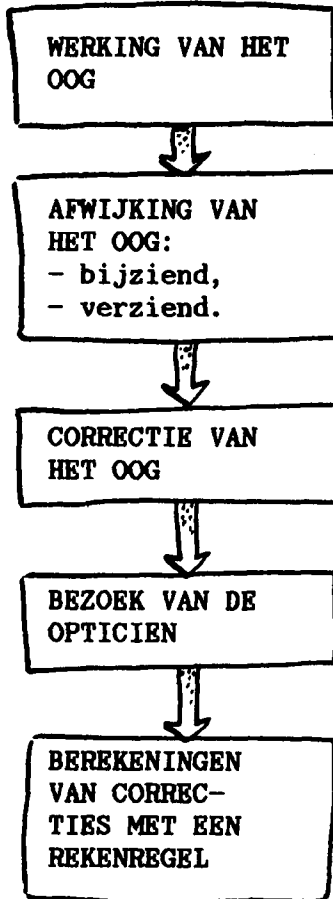 WERKING VAN HET
OOG
AFWIJKING VAN
HET OOG:
- bijziend,
- verziend.
CORRECTIE VAN
HET OOG
BEZOEK VAN DE
OPTICIEN
BEREKENINGEN
VAN CORREC-
TIES MET EEN
REKENREGEL